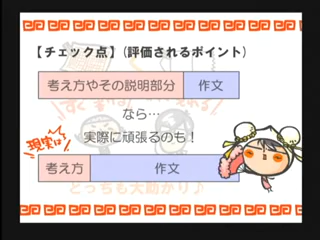 【チェック点】(評価されるポイント)
考え方やその説明部分 作文
なら…
実際に頑張るのも!
現実は
考え方 作文
どっちも大助かり♪